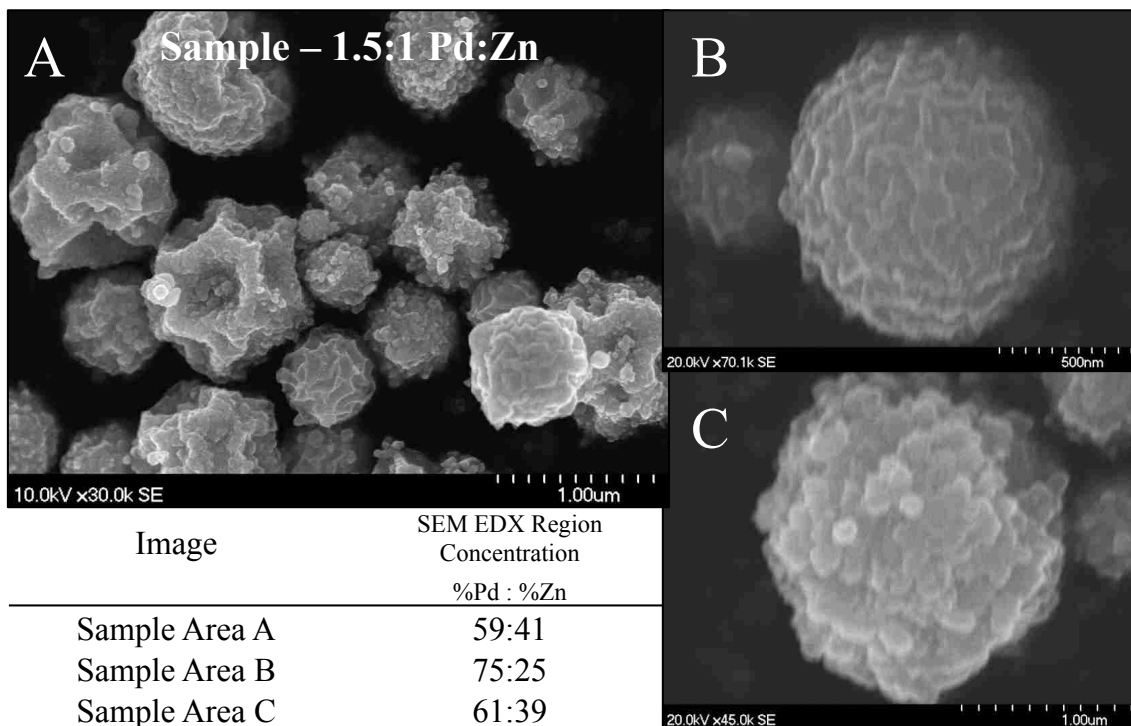 A
Sample – 1.5:1 Pd:Zn
10.0kV x30.0k SE
1.00um
B
20.0kV x70.1k SE
500nm
C
20.0kV x45.0k SE
1.00um
Image
SEM EDX Region
Concentration
%Pd : %Zn
Sample Area A 59:41
Sample Area B 75:25
Sample Area C 61:39